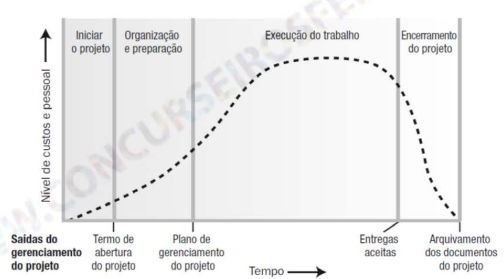 Iniciar
o projeto
Organização
e preparação
Execução do trabalho
Encerramento
do projeto
Nível de custos e pessoal
Saídas do
gerenciamento
do projeto
Termo de
abertura
do projeto
Plano de
gerenciamento
do projeto
Entregas
aceitas
Arquivamento
dos documentos
do projeto
Tempo